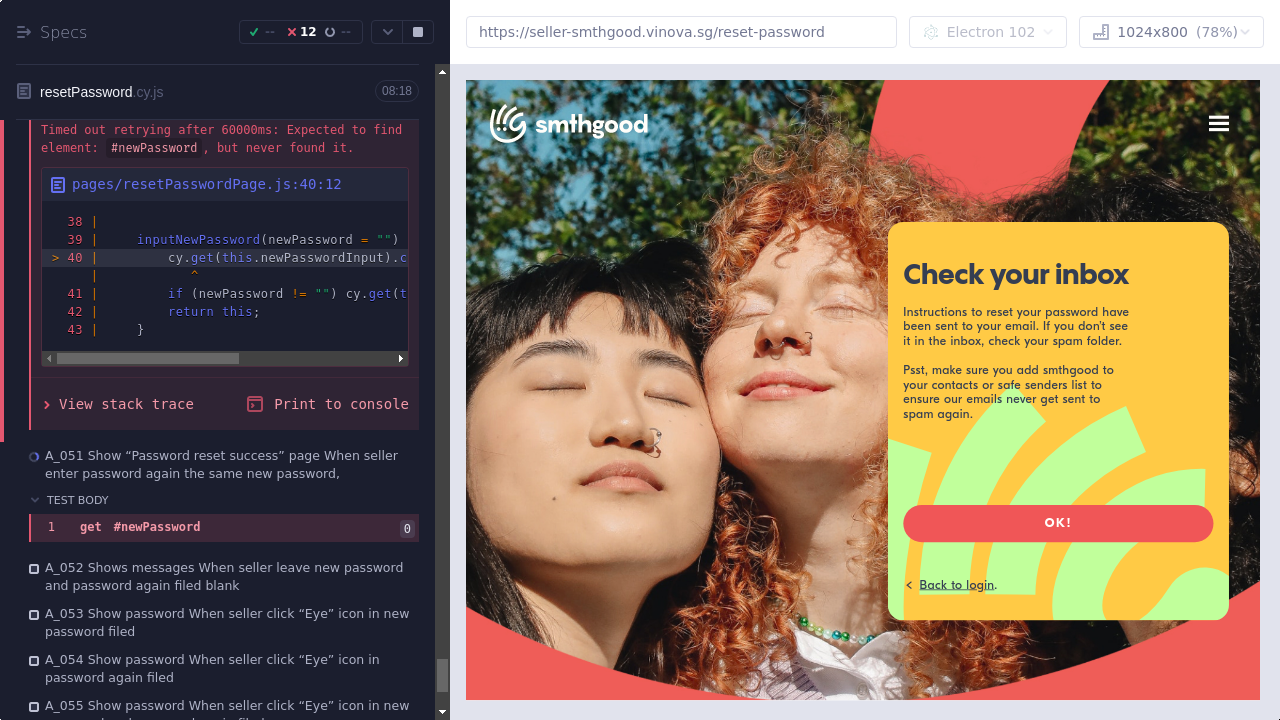 Specs
-- 12 --
https://seller-smthgood.vinova.sg/reset-password
Electron 102
1024x800 (78%)
resetPassword.cy.js
08:18
Timed out retrying after 60000ms: Expected to find
element: #newPassword, but never found it.
pages/resetPasswordPage.js:40:12
38 |
39 | inputNewPassword(newPassword = "")
> 40 | cy.get(this.newPasswordInput).c
| ^
41 | if (newPassword != "") cy.get(t
42 | return this;
43 | }
View stack trace
Print to console
A_051 Show “Password reset success” page When seller
enter password again the same new password,
TEST BODY
1 get #newPassword 0
A_052 Shows messages When seller leave new password
and password again filed blank
A_053 Show password When seller click “Eye” icon in new
password filed
A_054 Show password When seller click “Eye” icon in
password again filed
A_055 Show password When seller click “Eye” icon in new
smthgood
Check your inbox
Instructions to reset your password have
been sent to your email. If you don't see
it in the inbox, check your spam folder.
Psst, make sure you add smthgood to
your contacts or safe senders list to
ensure our emails never get sent to
spam again.
OK!
< Back to login.